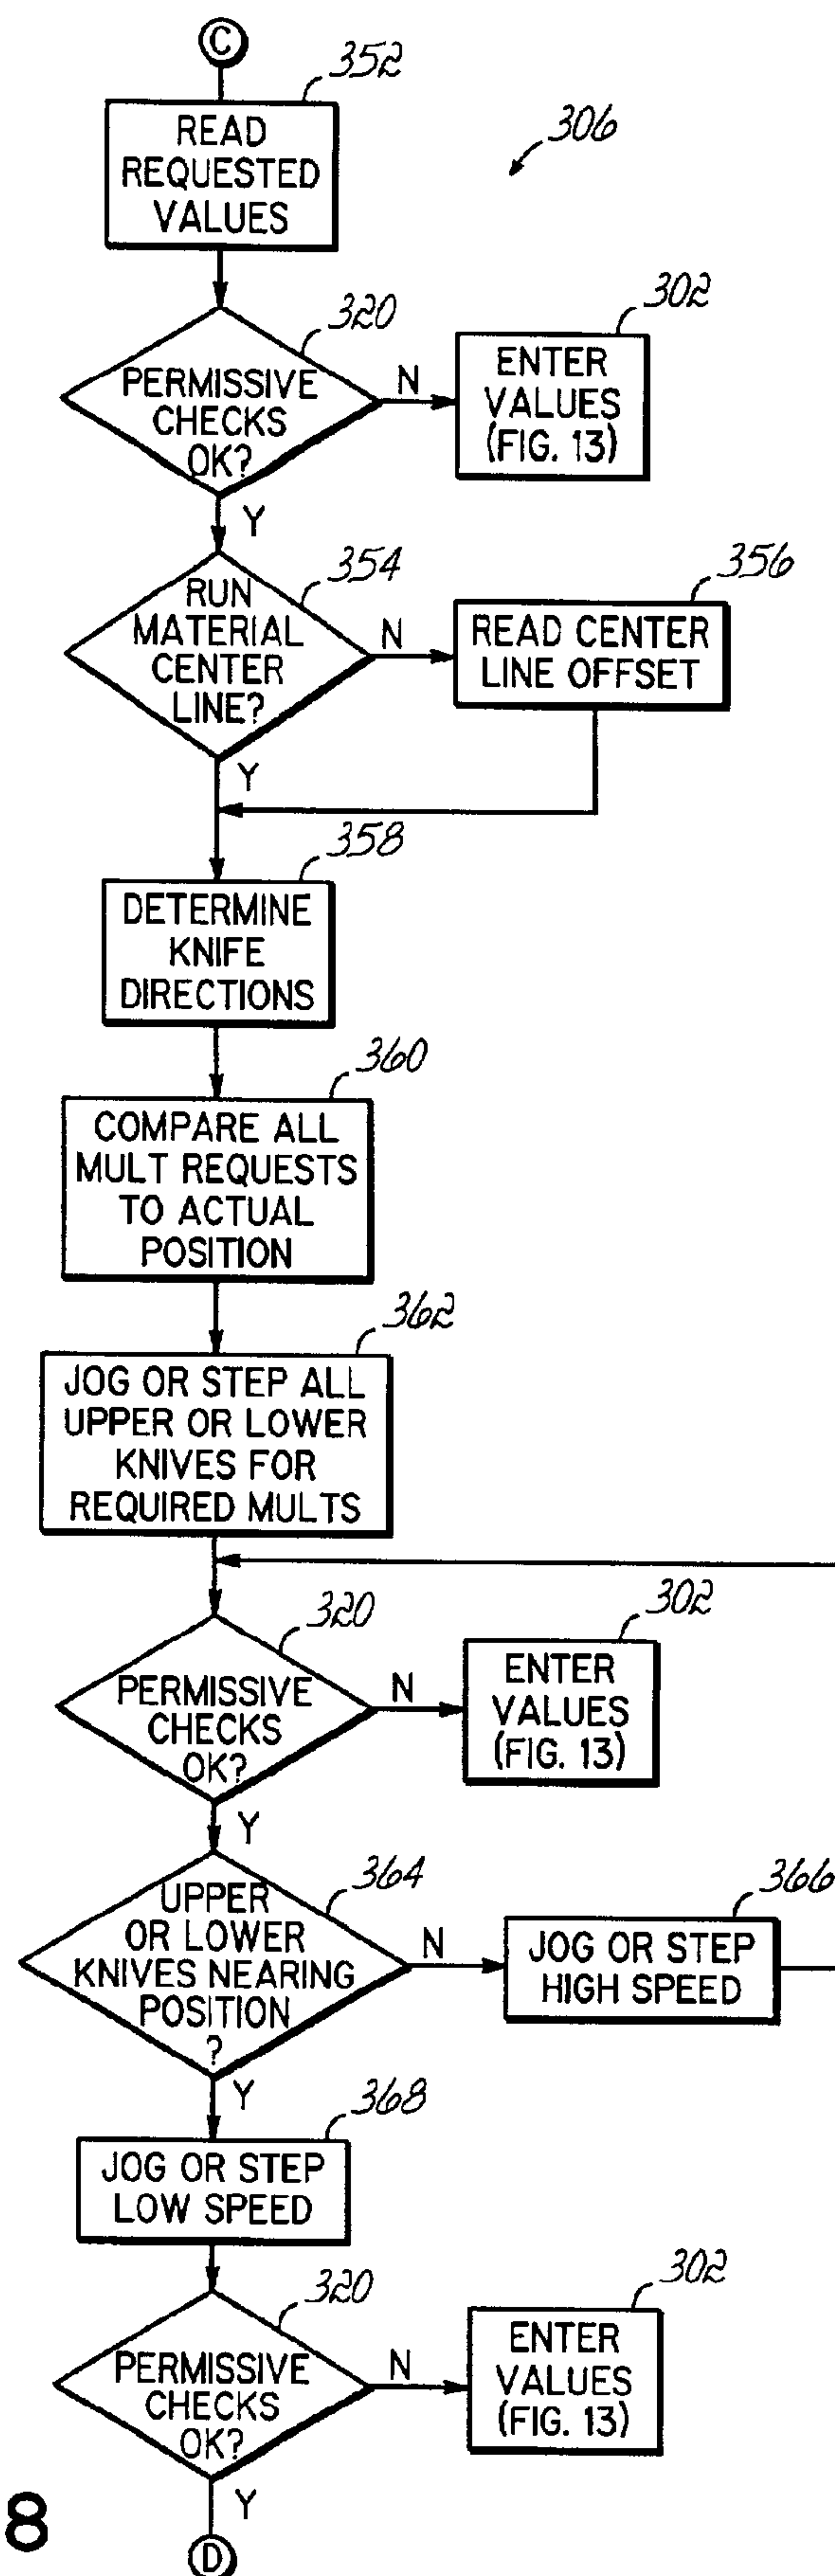 C
352
READ
REQUESTED
VALUES
306
320
PERMISSIVE
CHECKS
OK?
N
302
ENTER
VALUES
(FIG. 13)
Y
354
RUN
MATERIAL
CENTER
LINE?
N
356
READ CENTER
LINE OFFSET
Y
358
DETERMINE
KNIFE
DIRECTIONS
360
COMPARE ALL
MULT REQUESTS
TO ACTUAL
POSITION
362
JOG OR STEP ALL
UPPER OR LOWER
KNIVES FOR
REQUIRED MULTS
320
PERMISSIVE
CHECKS
OK?
N
302
ENTER
VALUES
(FIG. 13)
Y
364
UPPER
OR LOWER
KNIVES NEARING
POSITION
?
N
366
JOG OR STEP
HIGH SPEED
Y
368
JOG OR STEP
LOW SPEED
320
PERMISSIVE
CHECKS
OK?
N
302
ENTER
VALUES
(FIG. 13)
Y
8
D